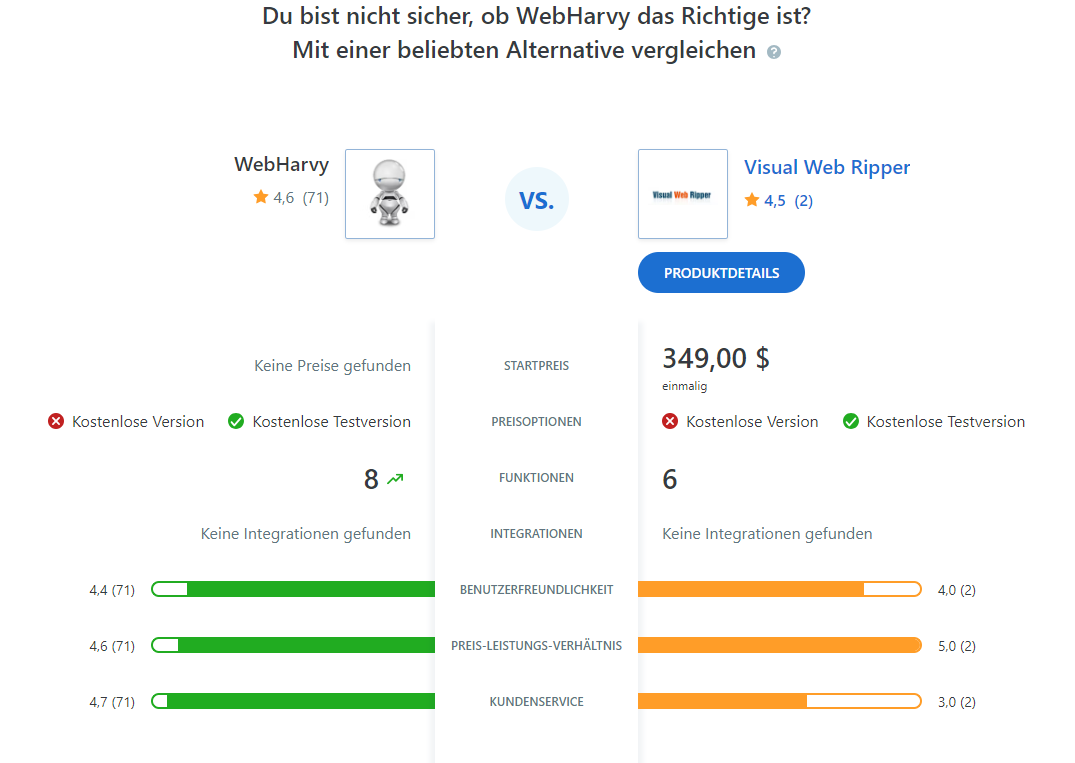 Du bist nicht sicher, ob WebHarvy das Richtige ist?
Mit einer beliebten Alternative vergleichen ?
WebHarvy
4,6 (71)
VS.
Visual Web Ripper
Visual Web Ripper
4,5 (2)
PRODUKTDETAILS
Keine Preise gefunden
STARTPREIS
349,00 $
einmalig
Kostenlose Version
Kostenlose Testversion
PREISOPTIONEN
Kostenlose Version
Kostenlose Testversion
8
FUNKTIONEN
6
Keine Integrationen gefunden
INTEGRATIONEN
Keine Integrationen gefunden
4,4 (71)
BENUTZERFREUNDLICHKEIT
4,0 (2)
4,6 (71)
PREIS-LEISTUNGS-VERHÄLTNIS
5,0 (2)
4,7 (71)
KUNDENSERVICE
3,0 (2)